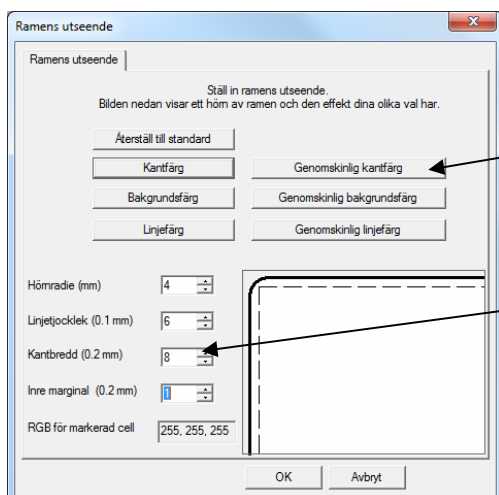 Ramens utseende
Ramens utseende
Ställ in ramens utseende.
Bilden nedan visar ett hörn av ramen och den effekt dina olika val har.
Återställ till standard
Kantfärg Genomskinlig kantfärg
Bakgrundsfärg Genomskinlig bakgrundsfärg
Linjefärg Genomskinlig linjefärg
Hörnradie (mm) 4
Linjetjocklek (0.1 mm) 6
Kantbredd (0.2 mm) 8
Inre marginal (0.2 mm) 1
RGB för markerad cell 255, 255, 255
OK Avbryt